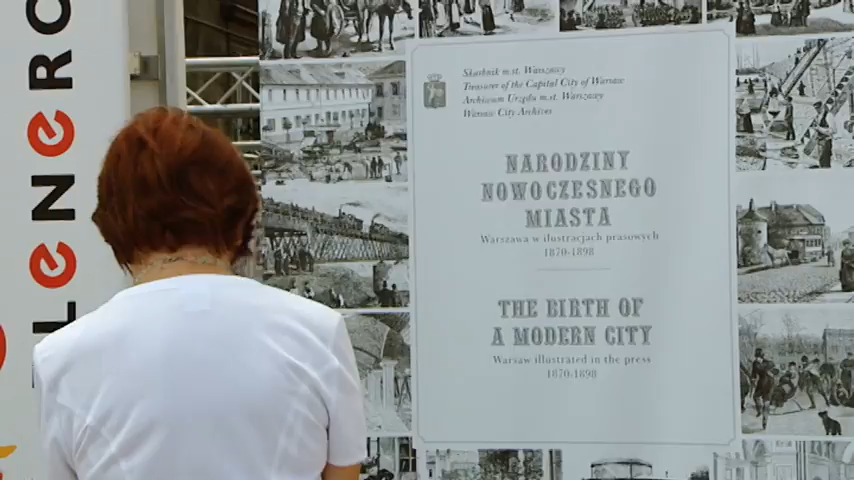 LENERO
Skarbnik m.st. Warszawy
Treasures of the Capital City of Warsaw
Archiwum Urzędu m.st. Warszawy
Warsaw City Archives
NARODZINY
NOWOCZESNEGO
MIASTA
Warszawa w ilustracjach prasowych
1870-1898
THE BIRTH OF
A MODERN CITY
Warsaw illustrated in the press
1870-1898